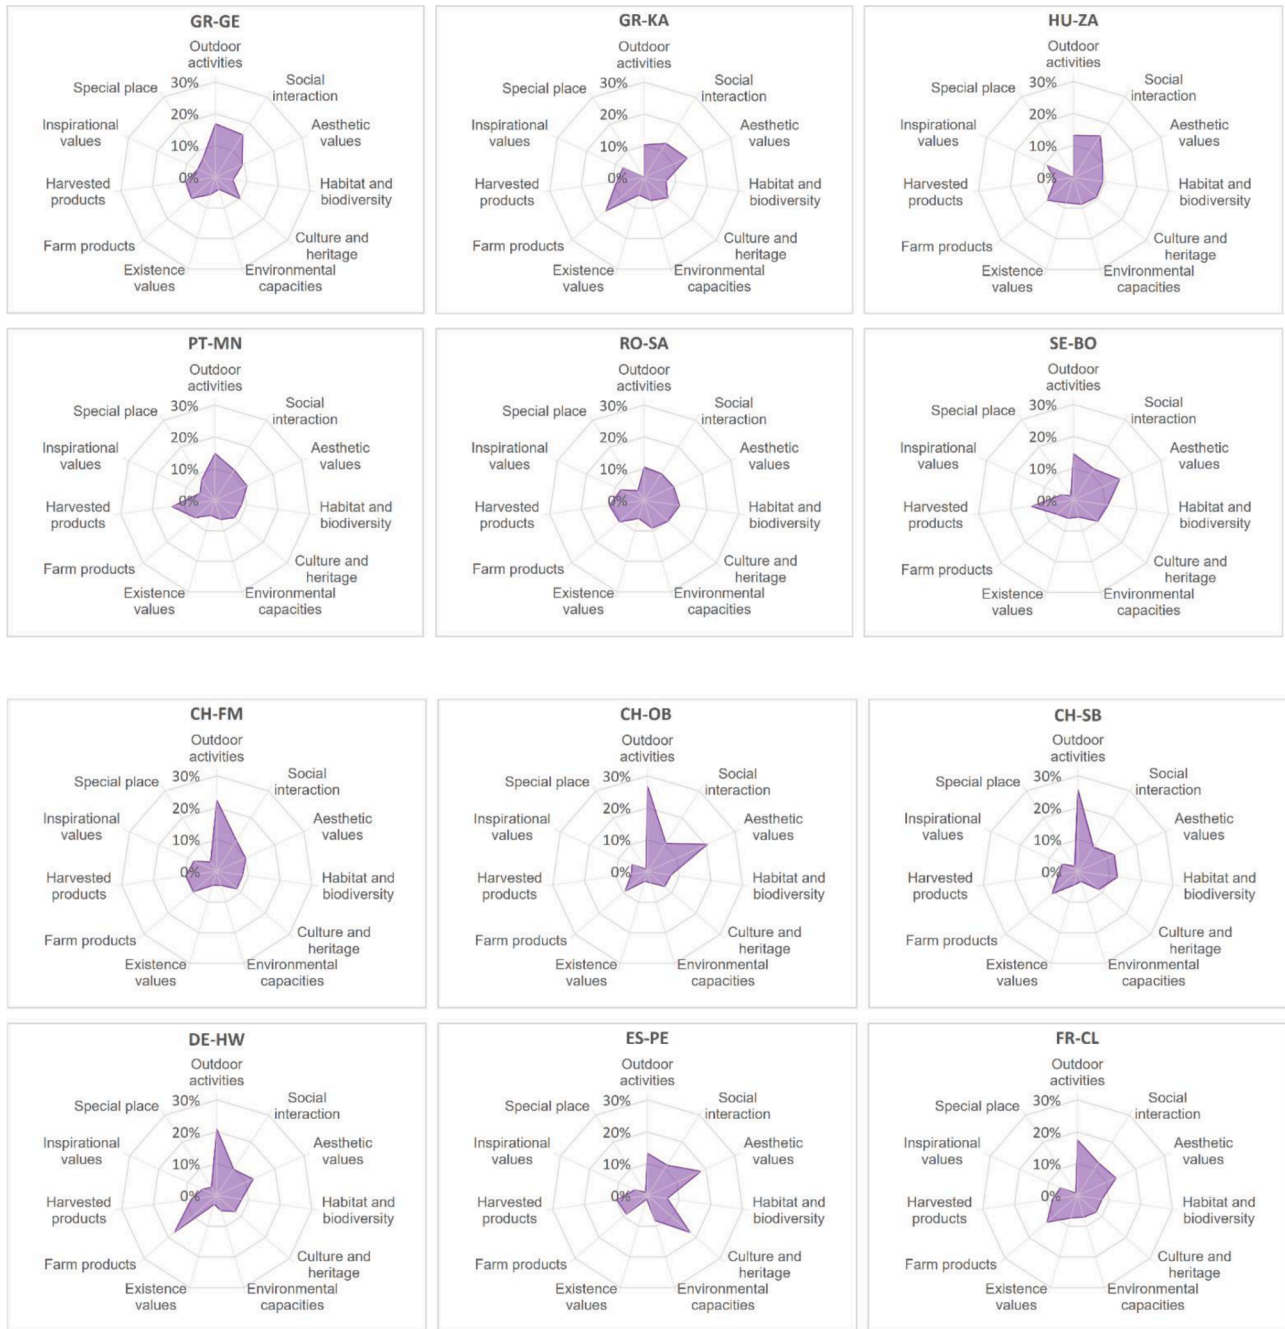 GR-GE
Outdoor
activities
30%
Special place
Social
interaction
20%
Inspirational
values
Aesthetic
values
10%
0%
Harvested
products
Habitat and
biodiversity
Farm products
Culture and
heritage
Existence
values
Environmental
capacities
GR-KA
Outdoor
activities
30%
Special place
Social
interaction
20%
Inspirational
values
Aesthetic
values
10%
0%
Harvested
products
Habitat and
biodiversity
Farm products
Culture and
heritage
Existence
values
Environmental
capacities
HU-ZA
Outdoor
activities
30%
Special place
Social
interaction
20%
Inspirational
values
Aesthetic
values
10%
0%
Harvested
products
Habitat and
biodiversity
Farm products
Culture and
heritage
Existence
values
Environmental
capacities
PT-MN
Outdoor
activities
30%
Special place
Social
interaction
20%
Inspirational
values
Aesthetic values
10%
0%
Harvested
products
Habitat and
biodiversity
Farm products
Culture and
heritage
Existence
values
Environmental
capacities
RO-SA
Outdoor
activities
30%
Special place
Social
interaction
20%
Inspirational
values
Aesthetic
values
10%
0%
Harvested
products
Habitat and
biodiversity
Farm products
Culture and
heritage
Existence
values
Environmental
capacities
SE-BO
Outdoor
activities
30%
Special place
Social
interaction
20%
Inspirational
values
Aesthetic
values
10%
0%
Harvested
products
Habitat and
biodiversity
Farm products
Culture and
heritage
Existence
values
Environmental
capacities
CH-FM
Outdoor
activities
30%
Special place
Social
interaction
20%
Inspirational
values
Aesthetic values
10%
0%
Harvested
products
Habitat and
biodiversity
Farm products
Culture and
heritage
Existence
values
Environmental
capacities
CH-OB
Outdoor
activities
30%
Special place
Social
interaction
20%
Inspirational
values
Aesthetic
values
10%
0%
Harvested
products
Habitat and
biodiversity
Farm products
Culture and
heritage
Existence
values
Environmental
capacities
CH-SB
Outdoor
activities
30%
Special place
Social
interaction
20%
Inspirational
values
Aesthetic values
10%
0%
Harvested
products
Habitat and
biodiversity
Farm products
Culture and
heritage
Existence
values
Environmental
capacities
DE-HW
Outdoor
activities
30%
Special place
Social
interaction
20%
Inspirational
values
Aesthetic
values
10%
0%
Harvested
products
Habitat and
biodiversity
Farm products
Culture and
heritage
Existence
values
Environmental
capacities
ES-PE
Outdoor
activities
30%
Special place
Social
interaction
20%
Inspirational
values
Aesthetic
values
10%
0%
Harvested
products
Habitat and
biodiversity
Farm products
Culture and
heritage
Existence
values
Environmental
capacities
FR-CL
Outdoor
activities
30%
Special place
Social
interaction
20%
Inspirational
values
Aesthetic
values
10%
0%
Harvested
products
Habitat and
biodiversity
Farm products
Culture and
heritage
Existence
values
Environmental
capacities